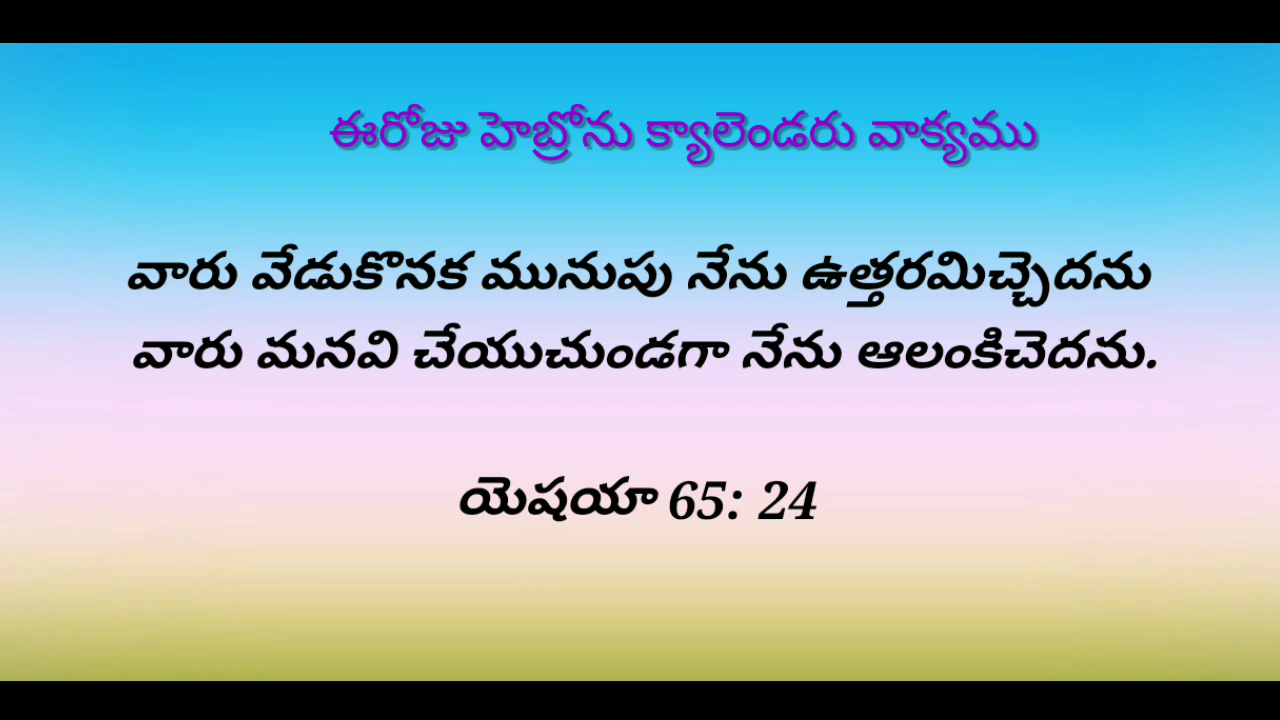 ఈరోజు హెబ్రోను క్యాలెండరు వాక్యము
వారు వేడుకొనక మునుపు నేను ఉత్తరమిచ్చెదను
వారు మనవి చేయుచుండగా నేను ఆలంకిచెదను.
యెషయా 65: 24